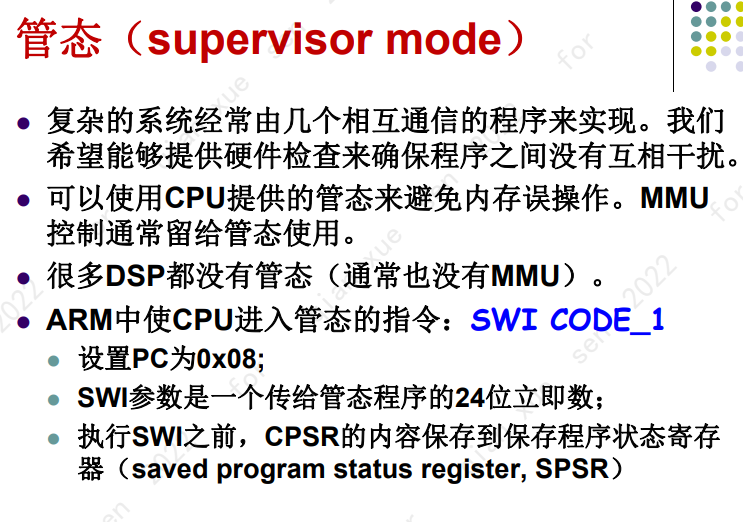 管态（supervisor mode）
复杂的系统经常由几个相互通信的程序来实现。我们
希望能够提供硬件检查来确保程序之间没有互相干扰。
可以使用CPU提供的管态来避免内存误操作。MMU
控制通常留给管态使用。
很多DSP都没有管态（通常也没有MMU）。
ARM中使CPU进入管态的指令：SWI CODE_1
设置PC为0x08;
SWI参数是一个传给管态程序的24位立即数；
执行SWI之前，CPSR的内容保存到保存程序状态寄存
器（saved program status register, SPSR）